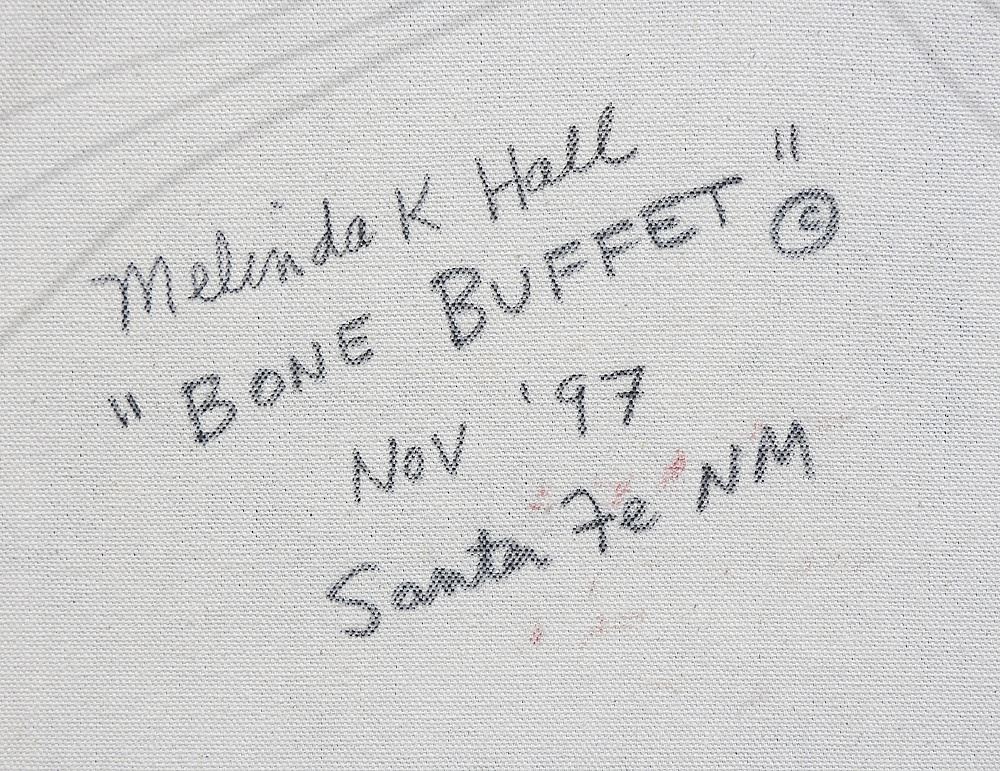 Melinda K Hall
"BONE BUFFET" ©
Nov '97
Santa Fe NM